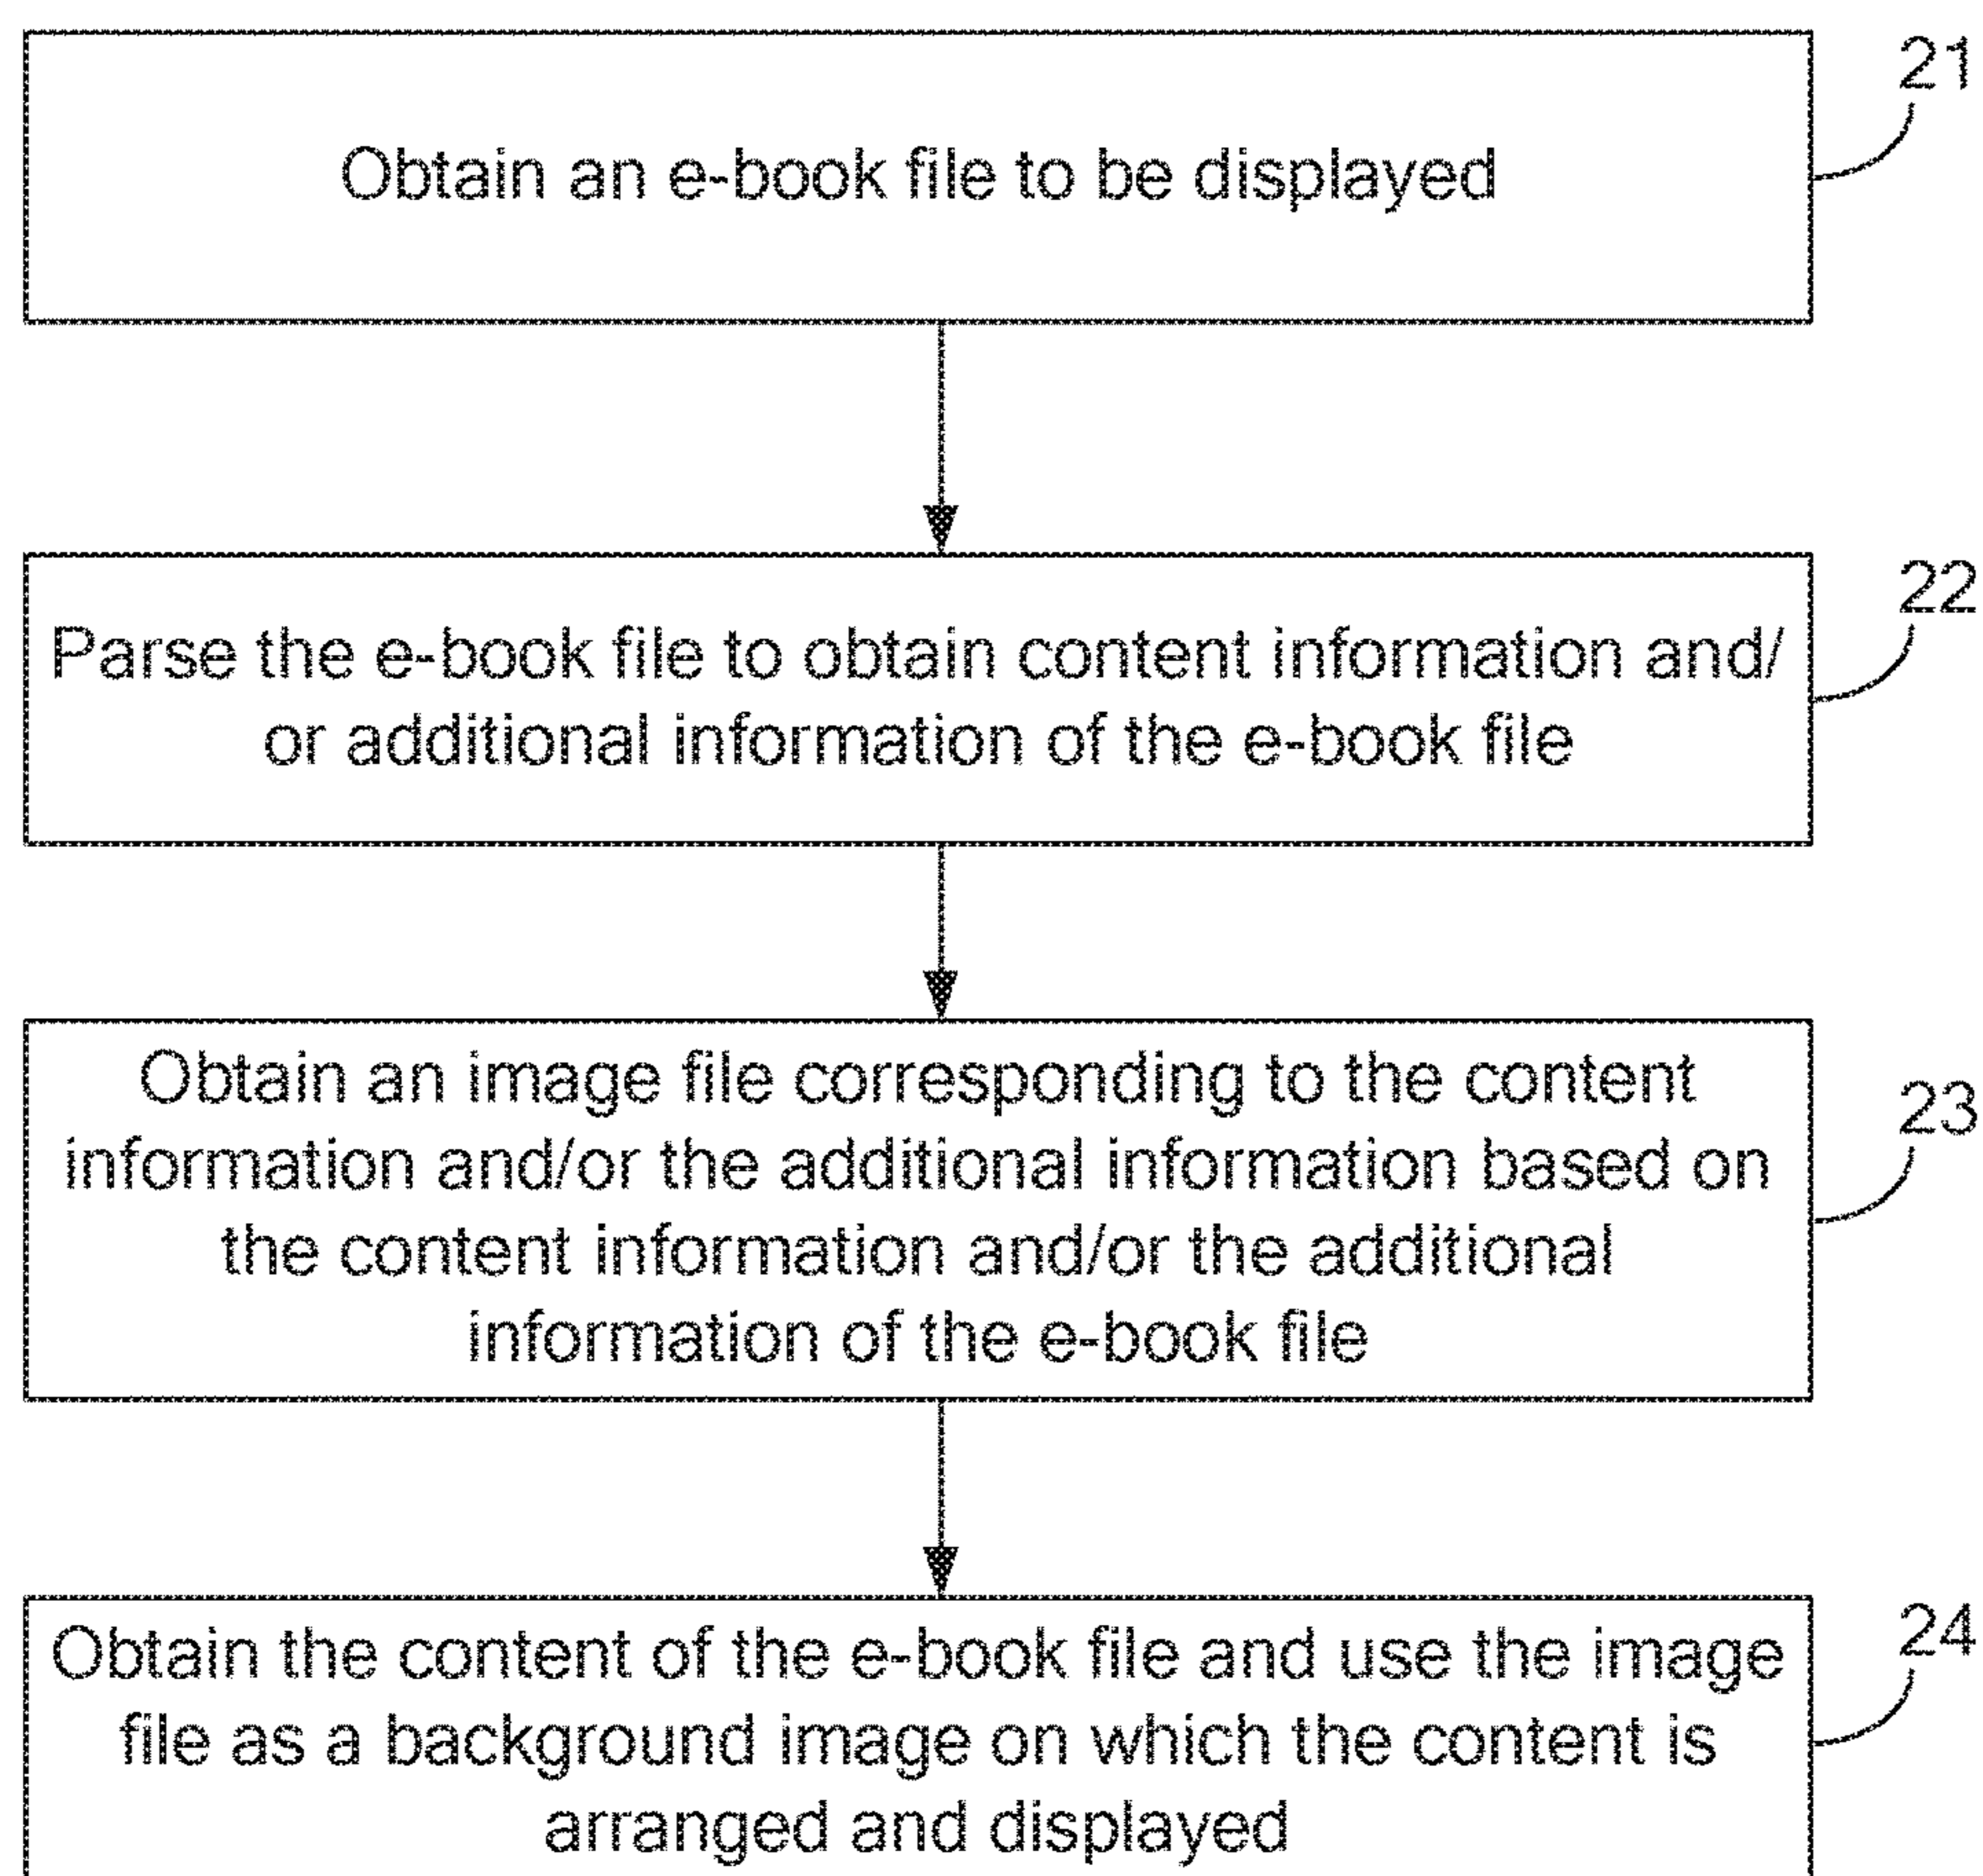 Obtain an e-book file to be displayed
21
Parse the e-book file to obtain content information and/
or additional information of the e-book file
22
Obtain an image file corresponding to the content
information and/or the additional information based on
the content information and/or the additional
information of the e-book file
23
Obtain the content of the e-book file and use the image
file as a background image on which the content is
arranged and displayed
24